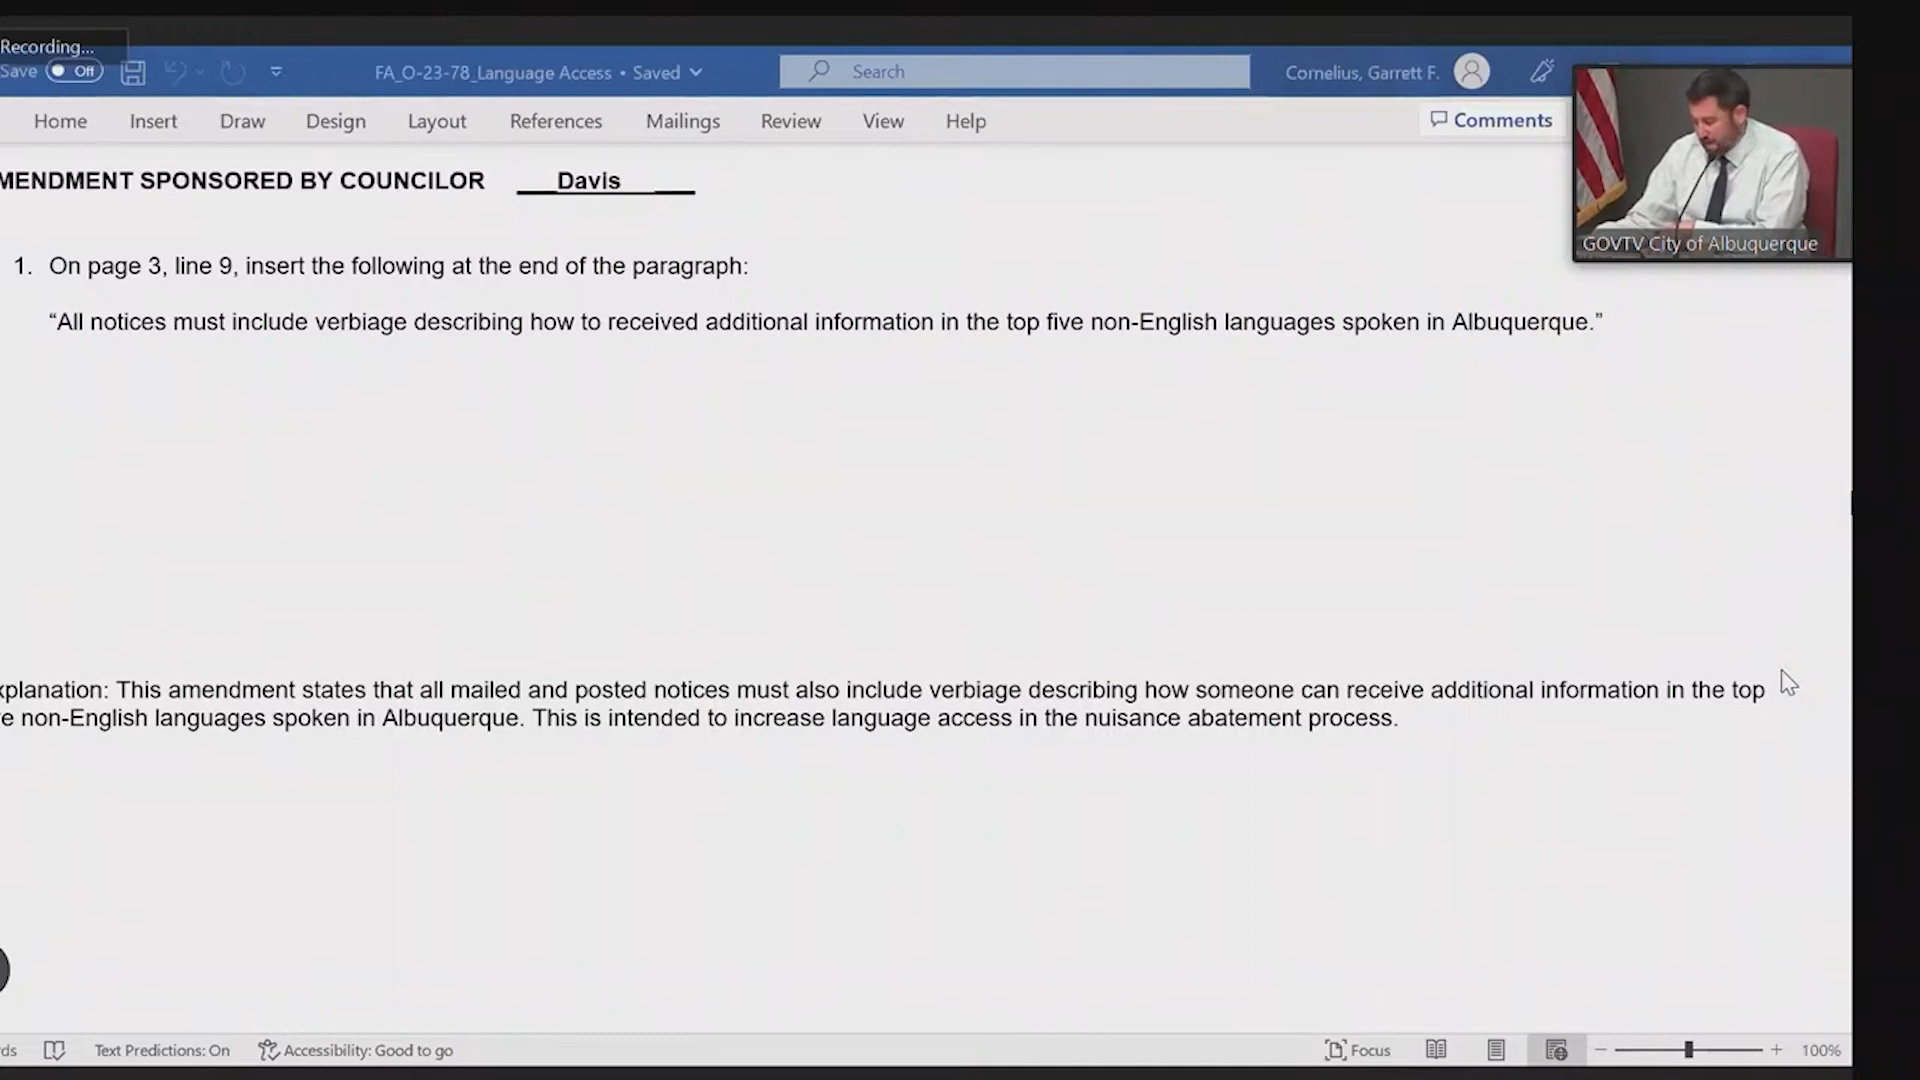 Recording...
Save Off FA_O-23-78_Language Access • Saved Search Cornelius, Garrett F.
Home Insert Draw Design Layout References Mailings Review View Help Comments
MENDMENT SPONSORED BY COUNCILOR ___Davis___
GOVTV City of Albuquerque
1. On page 3, line 9, insert the following at the end of the paragraph:
“All notices must include verbiage describing how to received additional information in the top five non-English languages spoken in Albuquerque.”
xplanation: This amendment states that all mailed and posted notices must also include verbiage describing how someone can receive additional information in the top
e non-English languages spoken in Albuquerque. This is intended to increase language access in the nuisance abatement process.
ds Text Predictions: On Accessibility: Good to go Focus 100%